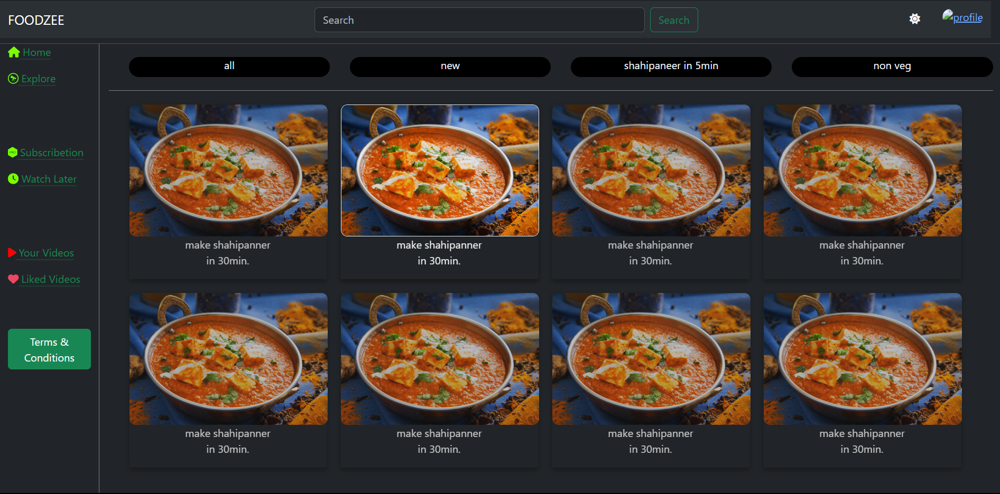 FOODZEE
Search
Search
profile
Home
Explore
Subscribetion
Watch Later
Your Videos
Liked Videos
Terms &
Conditions
all
new
shahipaneer in 5min
non veg
make shahipanner
in 30min.
make shahipanner
in 30min.
make shahipanner
in 30min.
make shahipanner
in 30min.
make shahipanner
in 30min.
make shahipanner
in 30min.
make shahipanner
in 30min.
make shahipanner
in 30min.